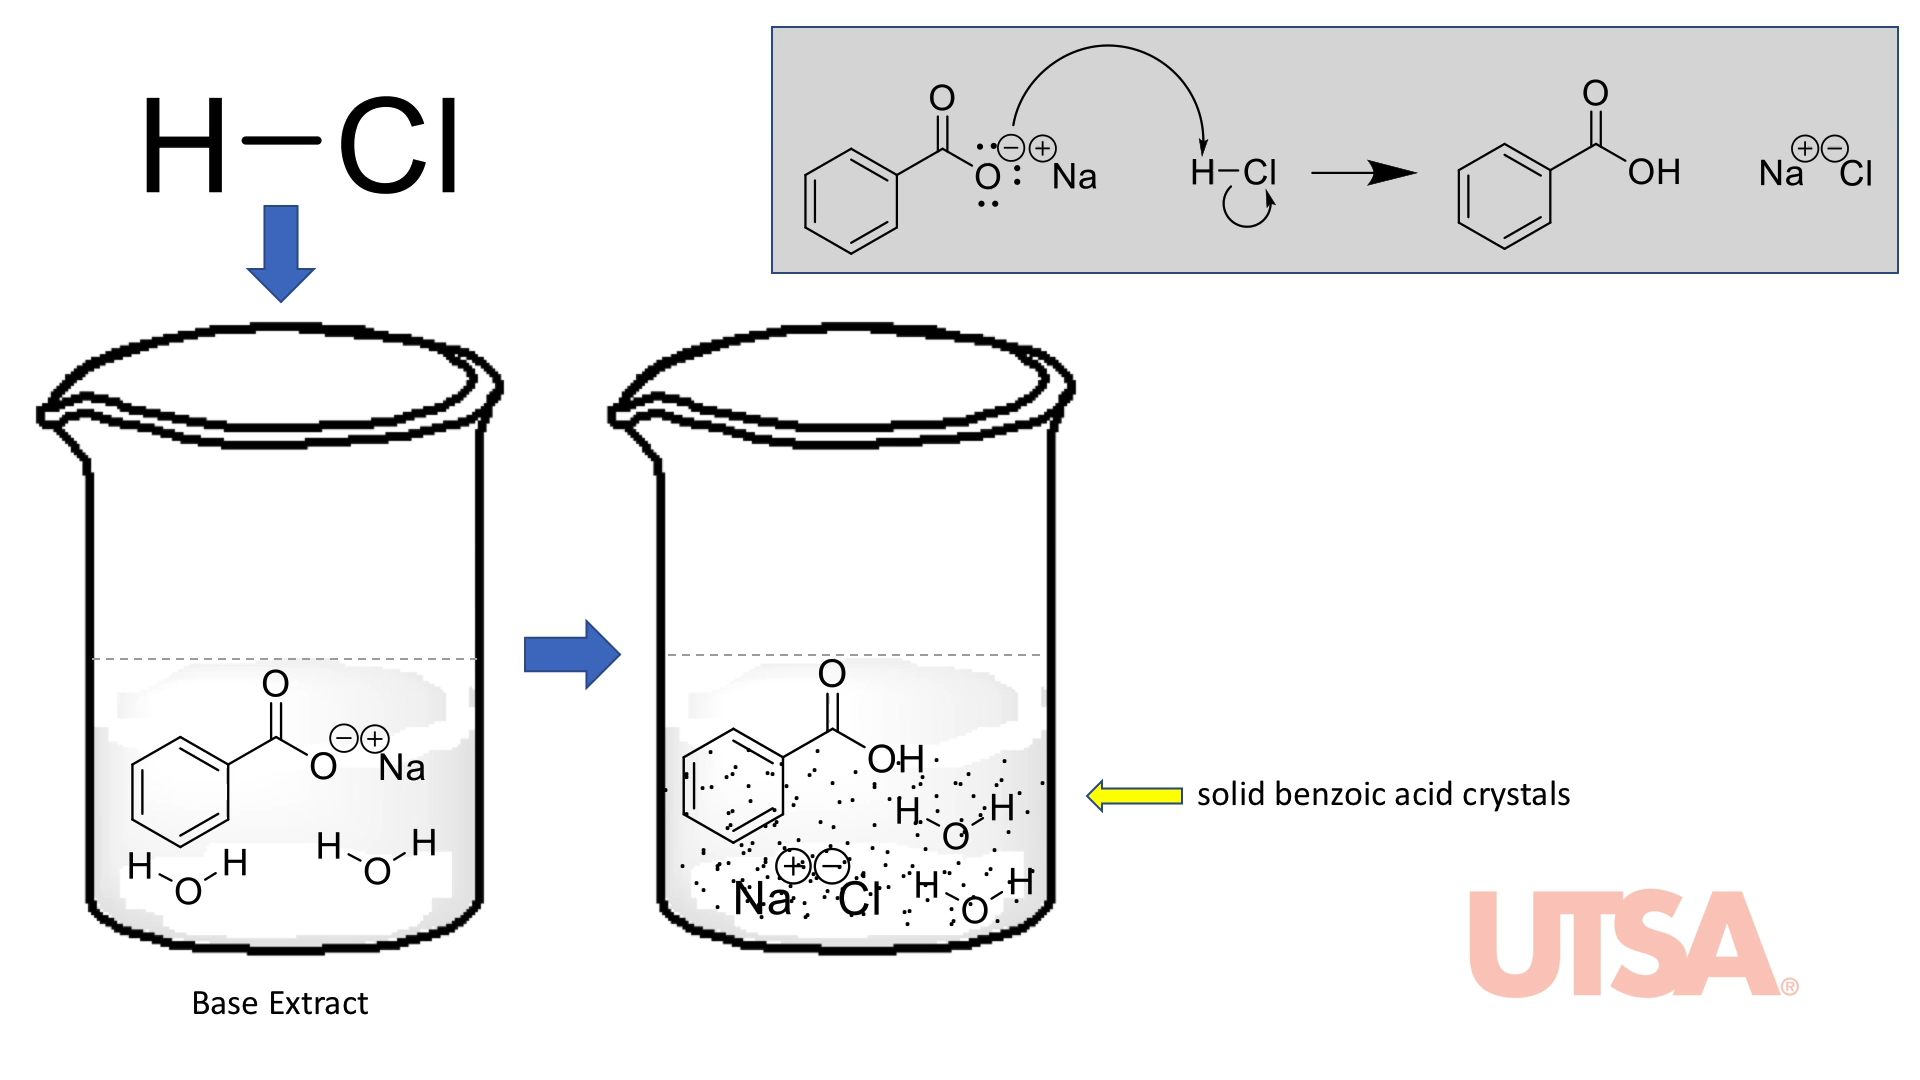 H—Cl
O
O ⊖ ⊕ Na
H—Cl
O
OH
Na ⊕ ⊖ Cl
O
O ⊖ ⊕ Na
H O H
H O H
Base Extract
O
OH
H O H
Na ⊕ ⊖ Cl
H O H
solid benzoic acid crystals
UTSA®